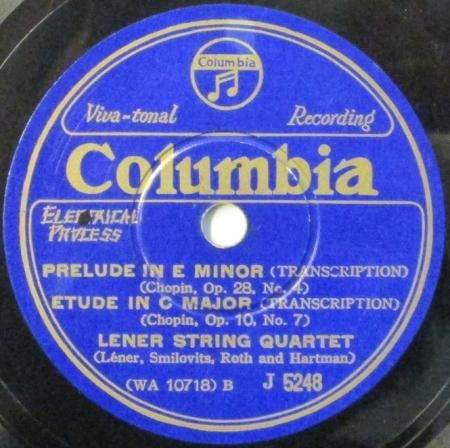 Columbia
Viva-tonal Recording
Columbia
ELECTRICAL
PROCESS
PRELUDE IN E MINOR (TRANSCRIPTION)
(Chopin, Op. 28, No. 4)
ETUDE IN C MAJOR (TRANSCRIPTION)
(Chopin, Op. 10, No. 7)
LENER STRING QUARTET
(Léner, Smilovits, Roth and Hartman)
(WA 10718) B J 5248